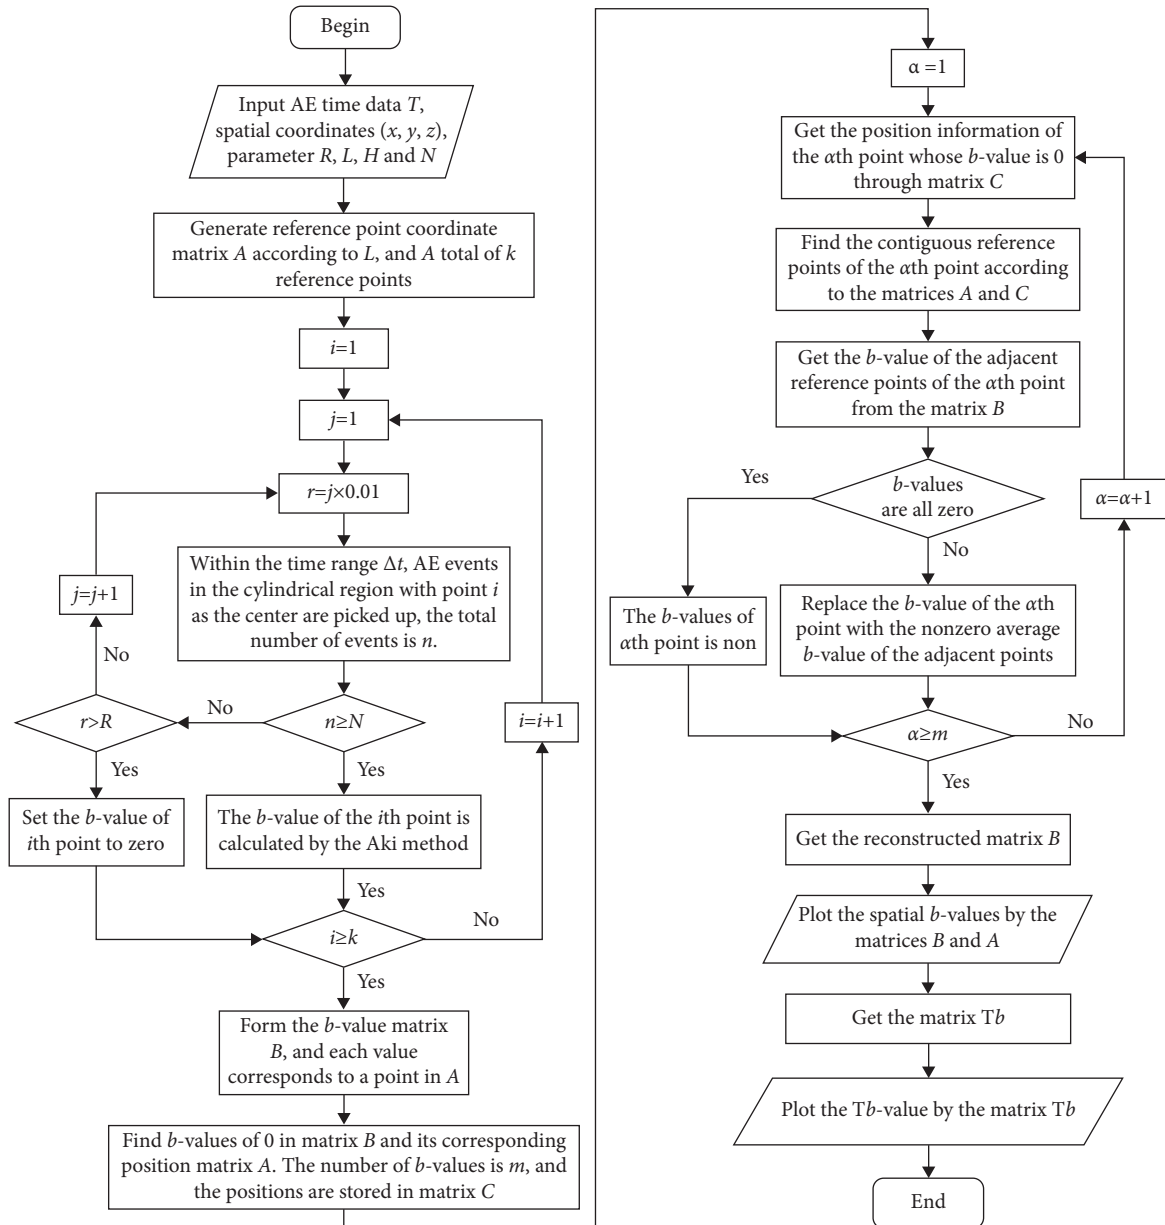 Begin
Input AE time data T,
spatial coordinates (x, y, z),
parameter R, L, H and N
Generate reference point coordinate
matrix A according to L, and A total of k
reference points
i=1
j=1
r=j×0.01
Within the time range Δt, AE events
in the cylindrical region with point i
as the center are picked up, the total
number of events is n.
j=j+1
No
r>R
No
n≥N
i=i+1
Yes
Yes
Set the b-value of
ith point to zero
The b-value of the ith point is
calculated by the Aki method
Yes
No
i≥k
Yes
Form the b-value matrix
B, and each value
corresponds to a point in A
Find b-values of 0 in matrix B and its corresponding
position matrix A. The number of b-values is m, and
the positions are stored in matrix C
α =1
Get the position information of
the αth point whose b-value is 0
through matrix C
Find the contiguous reference
points of the αth point according
to the matrices A and C
Get the b-value of the adjacent
reference points of the αth point
from the matrix B
Yes
b-values
are all zero
α=α+1
No
The b-values of
αth point is non
Replace the b-value of the αth
point with the nonzero average
b-value of the adjacent points
α≥m
No
Yes
Get the reconstructed matrix B
Plot the spatial b-values by the
matrices B and A
Get the matrix Tb
Plot the Tb-value by the matrix Tb
End